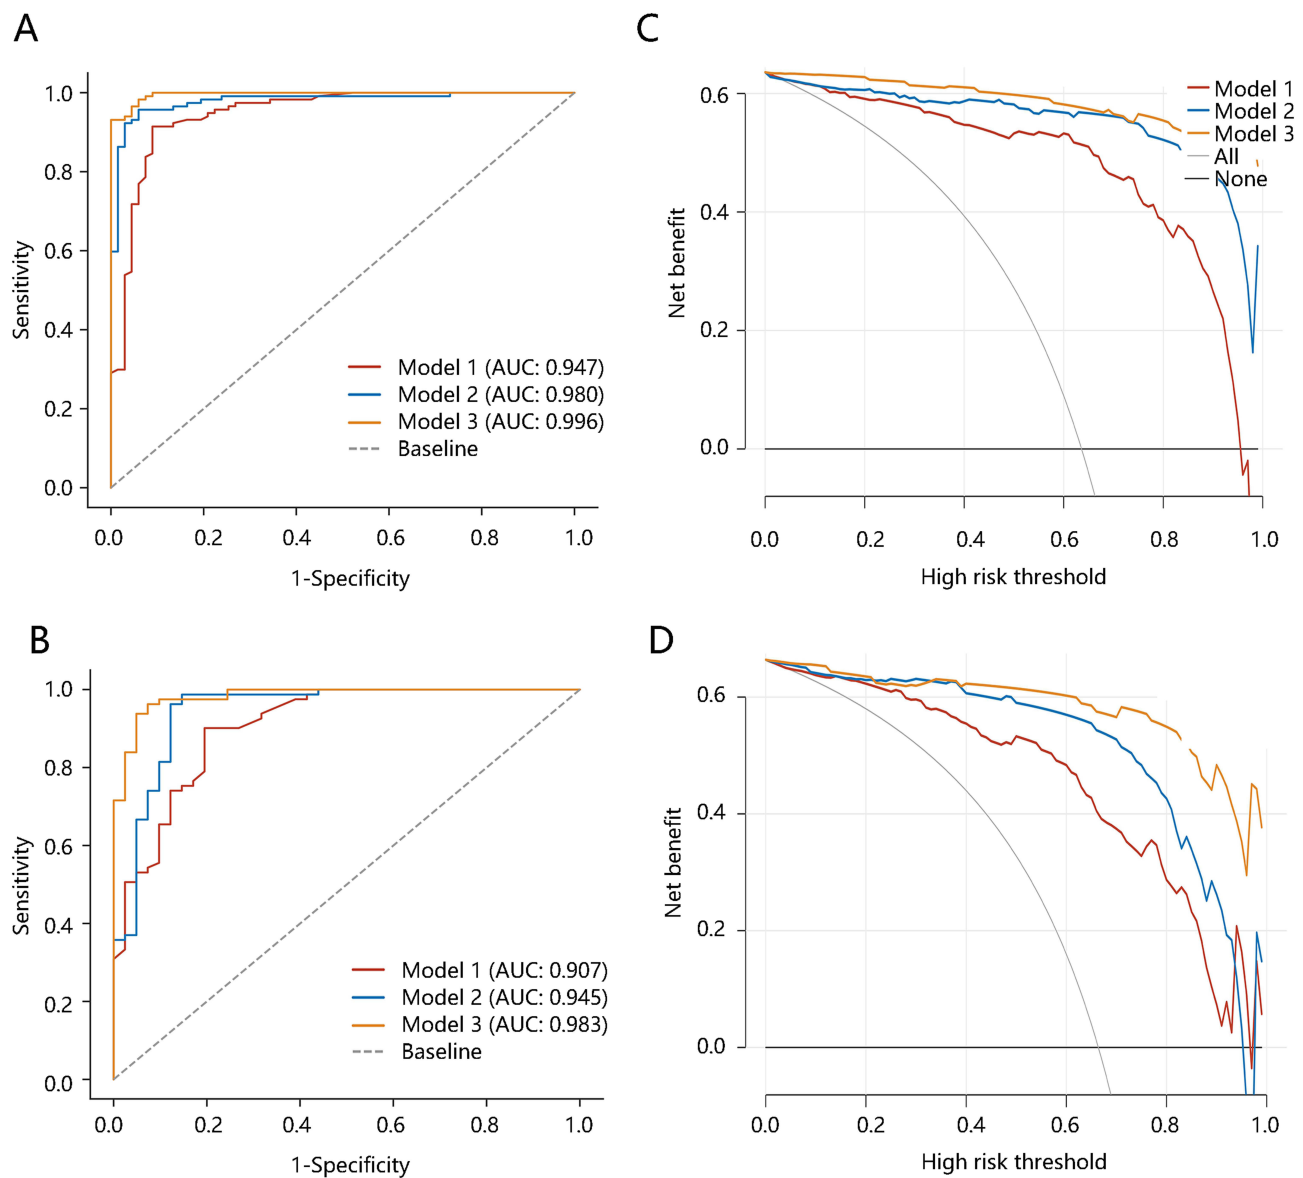 A
1.0
0.8
0.6
0.4
0.2
0.0
Sensitivity
0.0 0.2 0.4 0.6 0.8 1.0
1-Specificity
Model 1 (AUC: 0.947)
Model 2 (AUC: 0.980)
Model 3 (AUC: 0.996)
Baseline
C
0.6
0.4
0.2
0.0
Net benefit
0.0 0.2 0.4 0.6 0.8 1.0
High risk threshold
Model 1
Model 2
Model 3
All
None
B
1.0
0.8
0.6
0.4
0.2
0.0
Sensitivity
0.0 0.2 0.4 0.6 0.8 1.0
1-Specificity
Model 1 (AUC: 0.907)
Model 2 (AUC: 0.945)
Model 3 (AUC: 0.983)
Baseline
D
0.6
0.4
0.2
0.0
Net benefit
0.0 0.2 0.4 0.6 0.8 1.0
High risk threshold